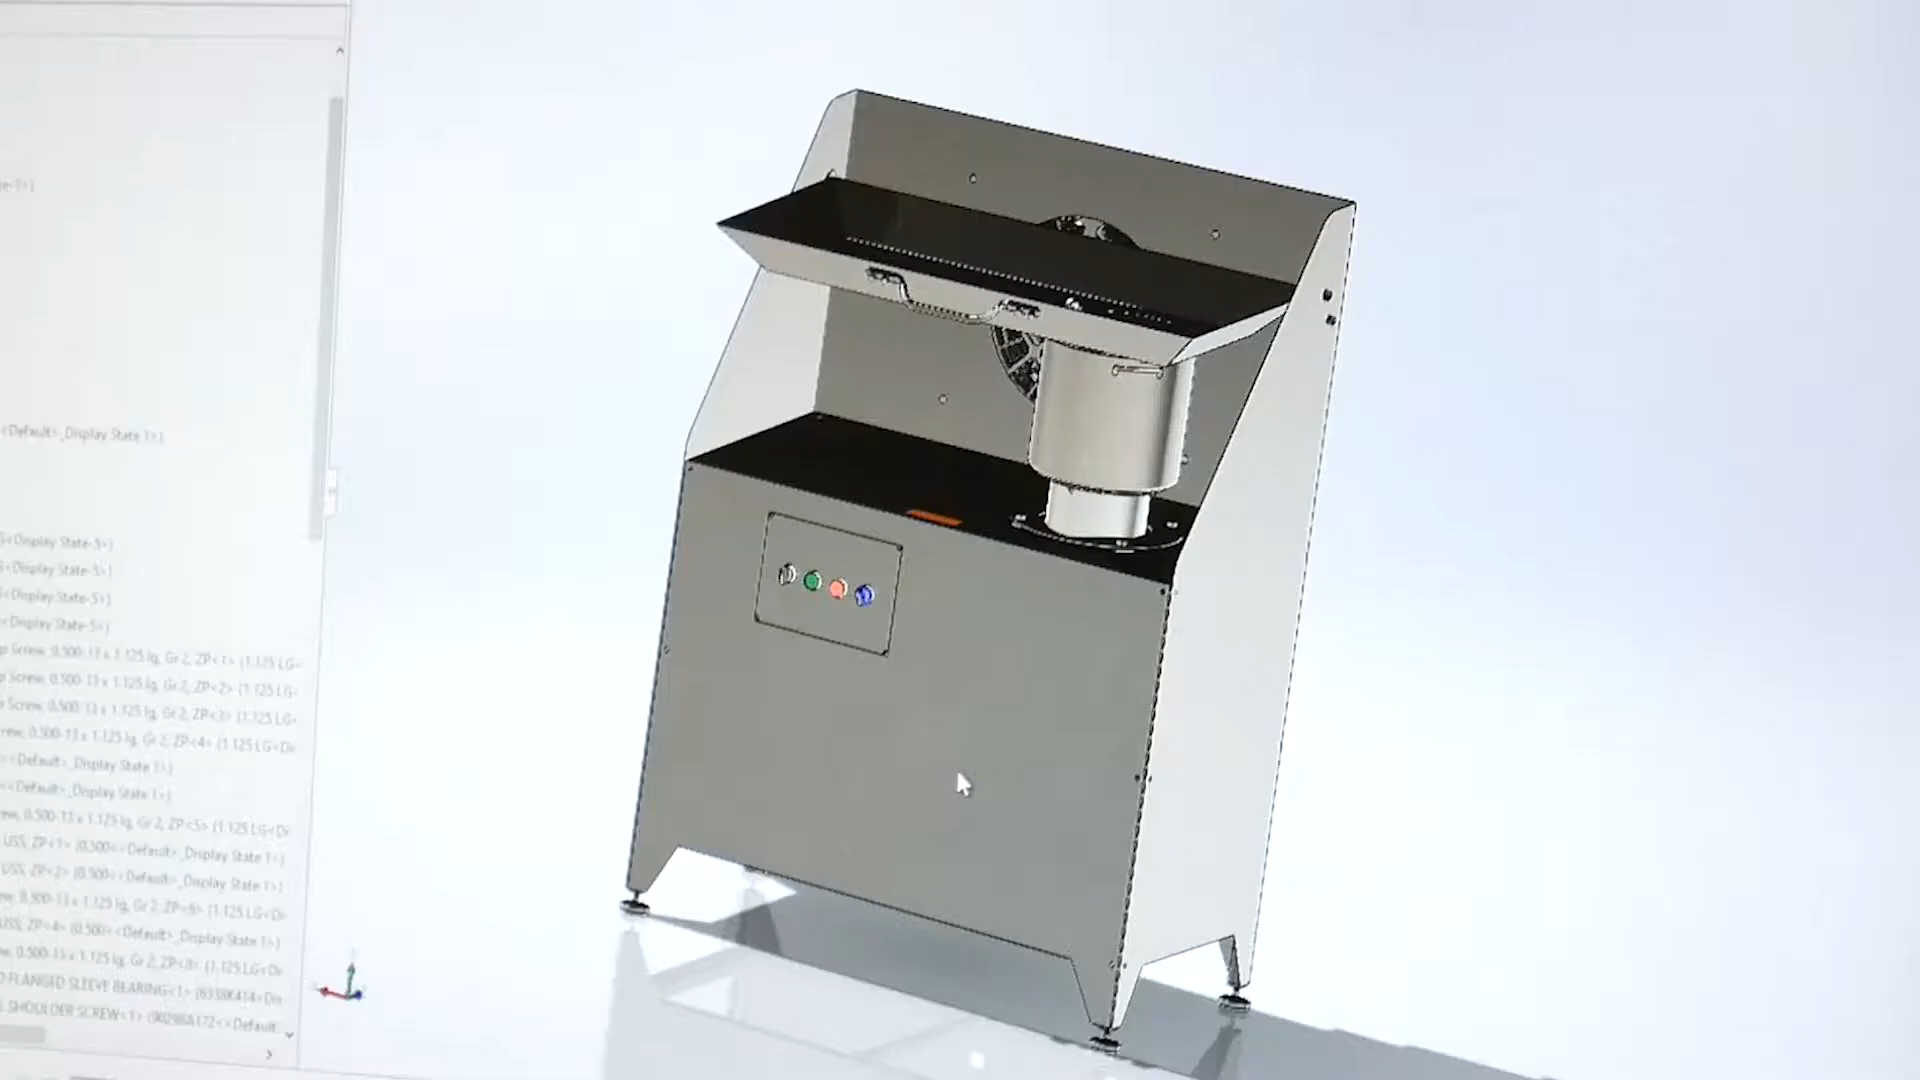 te-1>)
<Default>_Display State 1>)
<Display State-5>)
<Display State-5>)
<Display State-5>)
<Display State-5>)
p Screw, 0.500-13 x 1.125 lg, Gr 2, ZP<1> (1.125 LG<
p Screw, 0.500-13 x 1.125 lg, Gr 2, ZP<2> (1.125 LG<
p Screw, 0.500-13 x 1.125 lg, Gr 2, ZP<3> (1.125 LG<
rew, 0.500-13 x 1.125 lg, Gr 2, ZP<4> (1.125 LG<De
<<Default>_Display State 1>)
<<Default>_Display State 1>)
ew, 0.500-13 x 1.125 lg, Gr 2, ZP<5> (1.125 LG<De
USS, ZP<1> (0.500<<Default>_Display State 1>)
USS, ZP<2> (0.500<<Default>_Display State 1>)
0.500-13 x 1.125 lg, Gr 2, ZP<6> (1.125 LG<De
USS, ZP<4> (0.500<<Default>_Display State 1>)
0.500-13 x 1.125 lg, Gr 2, ZP<8> (1.125 LG<De
FLANGED SLEEVE BEARING<1> (6338K414<De
SHOULDER SCREW<1> (90298A172<<Default